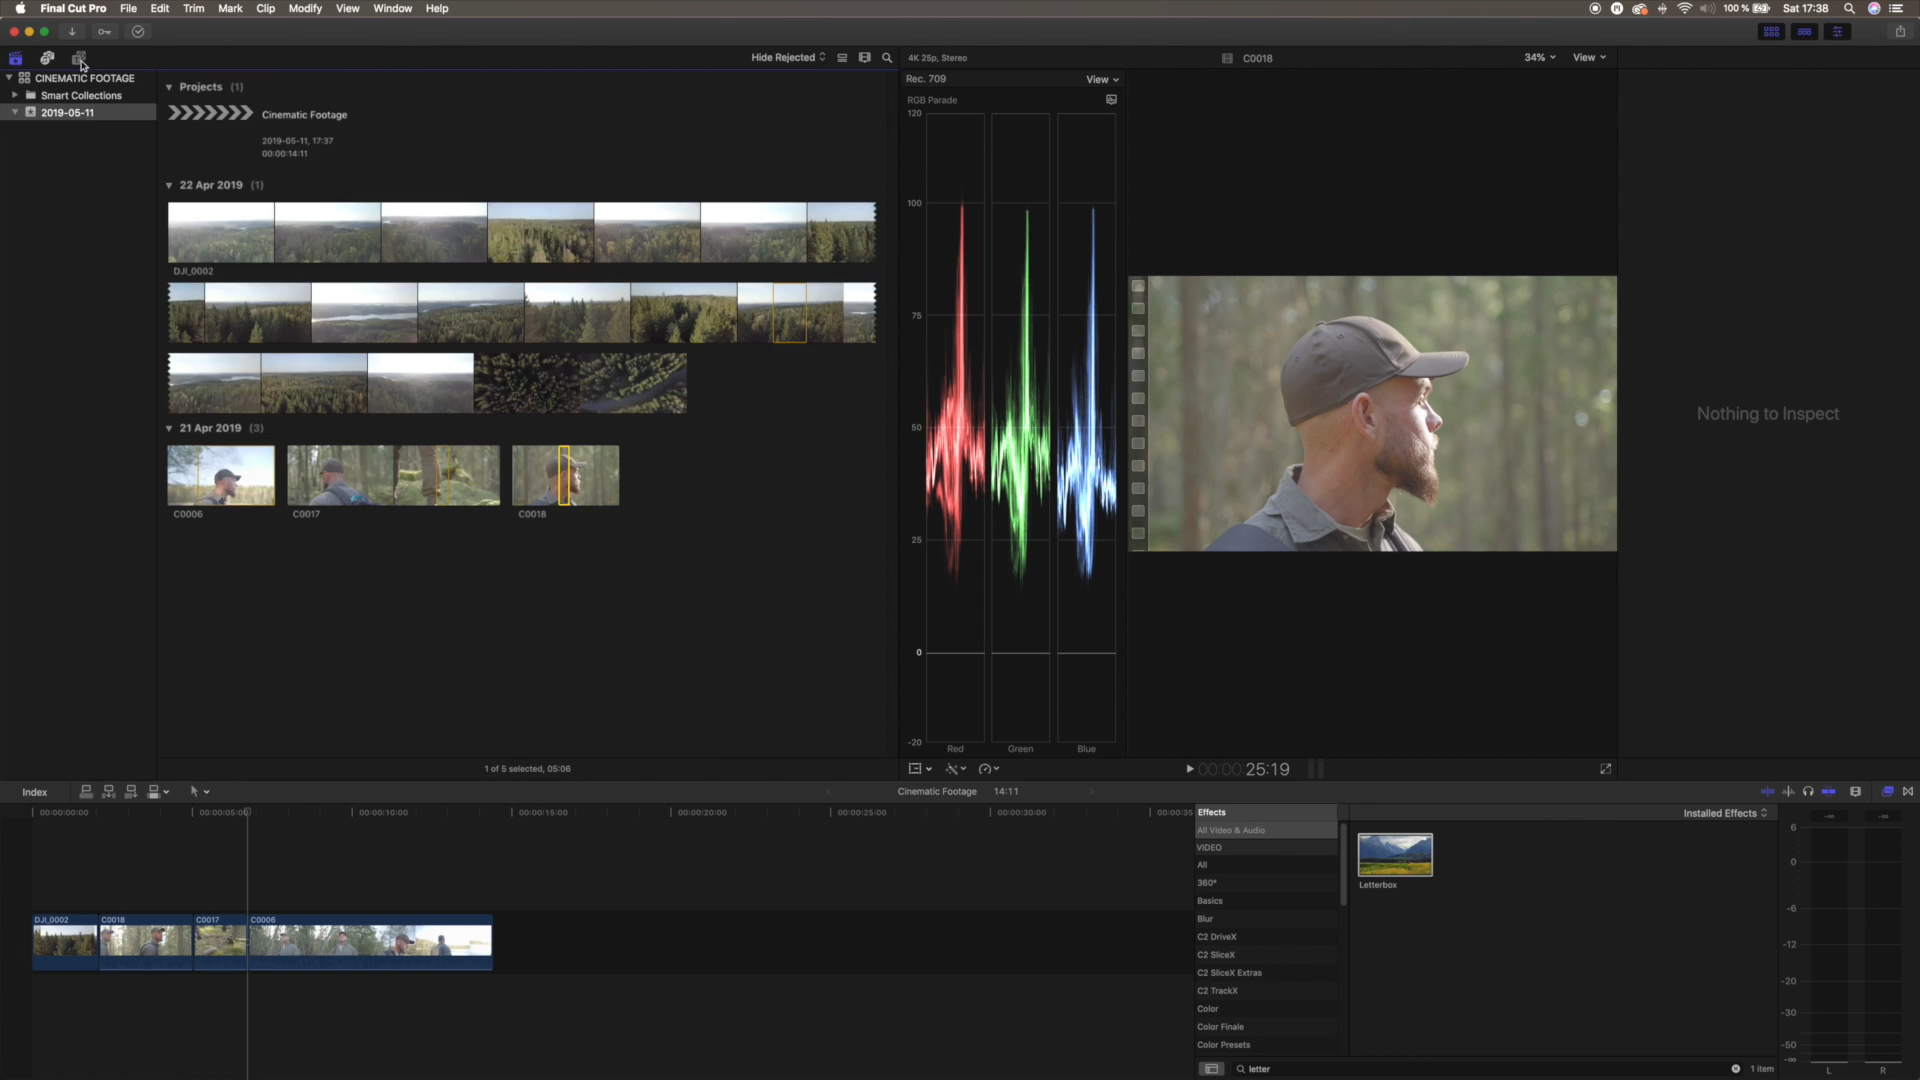 Final Cut Pro File Edit Trim Mark Clip Modify View Window Help
100 % Sat 17:38
Hide Rejected
4K 25p, Stereo
C0018
34% View
CINEMATIC FOOTAGE
Smart Collections
2019-05-11
Projects (1)
Cinematic Footage
2019-05-11, 17:37
00:00:14:11
22 Apr 2019 (1)
DJI_0002
21 Apr 2019 (3)
C0006
C0017
C0018
1 of 5 selected, 05:06
Rec. 709
View
RGB Parade
120
100
75
50
25
0
-20
Red Green Blue
Nothing to Inspect
00:00:25:19
Index
Cinematic Footage 14:11
00:00:00:00 00:00:05:00 00:00:10:00 00:00:15:00 00:00:20:00 00:00:25:00 00:00:30:00 00:00:35
DJI_0002 C0018 C0017 C0006
Effects
Installed Effects
All Video & Audio
VIDEO
All
360°
Basics
Blur
C2 DriveX
C2 SliceX
C2 SliceX Extras
C2 TrackX
Color
Color Finale
Color Presets
Letterbox
letter
1 item
-∞ -∞
6
0
-6
-12
-20
-30
-50
-∞
L R